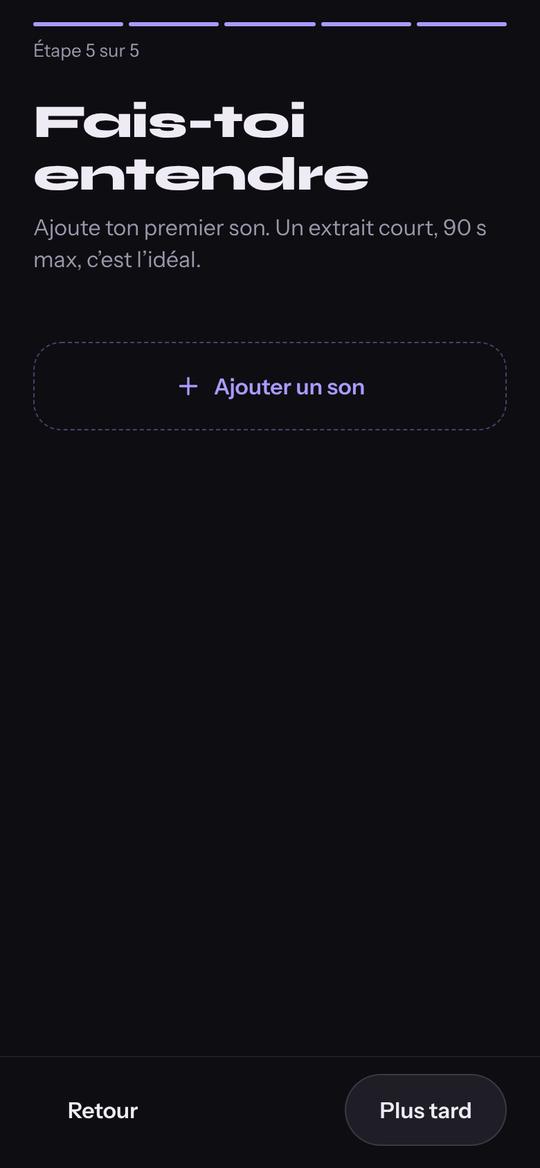 Étape 5 sur 5
Fais-toi
entendre
Ajoute ton premier son. Un extrait court, 90 s
max, c’est l’idéal.
+ Ajouter un son
Retour
Plus tard